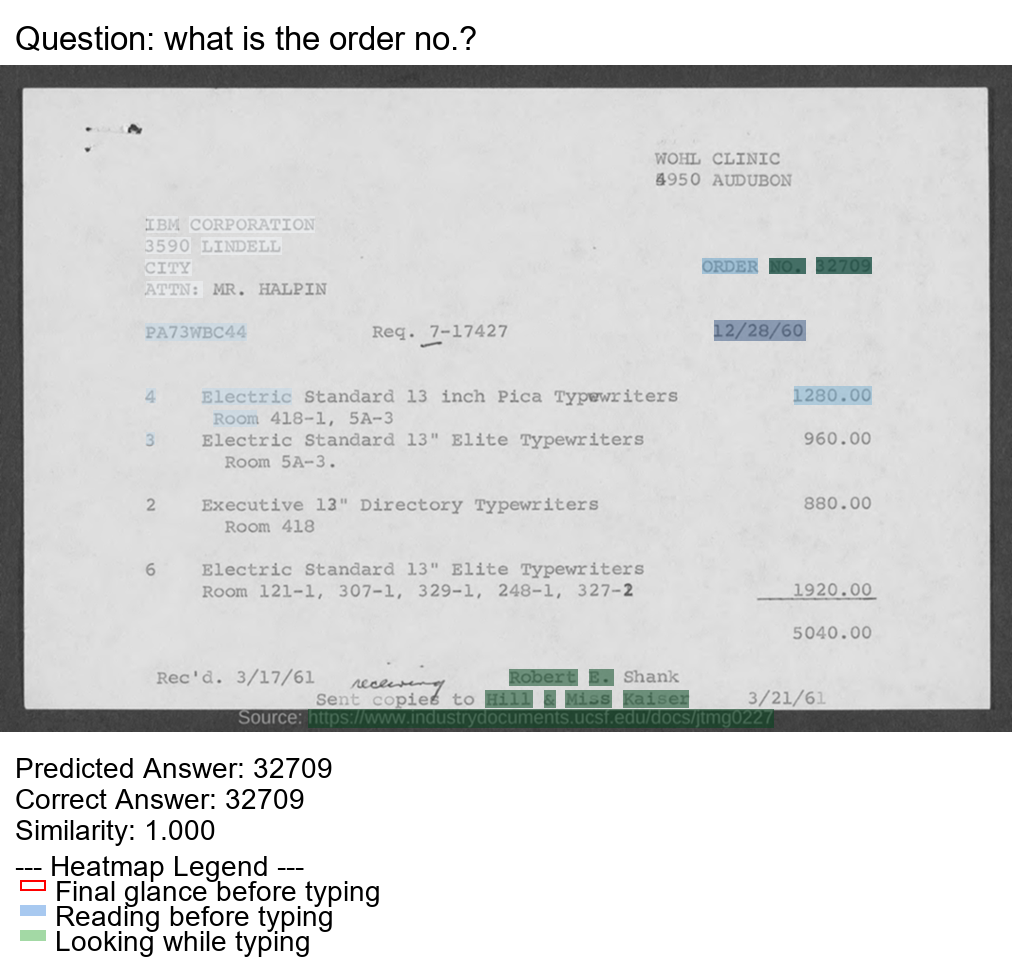 Question: what is the order no.?
WOHL CLINIC
4950 AUDUBON
IBM CORPORATION
3590 LINDELL
CITY
ORDER NO. 32709
ATTN: MR. HALPIN
PA73WBC44 Req. 7-17427 12/28/60
4 Electric Standard 13 inch Pica Typewriters 1280.00
Room 418-1, 5A-3
3 Electric Standard 13" Elite Typewriters 960.00
Room 5A-3.
2 Executive 13" Directory Typewriters 880.00
Room 418
6 Electric Standard 13" Elite Typewriters
Room 121-1, 307-1, 329-1, 248-1, 327-2 1920.00
5040.00
Rec'd. 3/17/61 receiving Robert E. Shank
Sent copies to Hill & Miss Kaiser 3/21/61
Source: https://www.industrydocuments.ucsf.edu/docs/jtmg0227
Predicted Answer: 32709
Correct Answer: 32709
Similarity: 1.000
--- Heatmap Legend ---
Final glance before typing
Reading before typing
Looking while typing